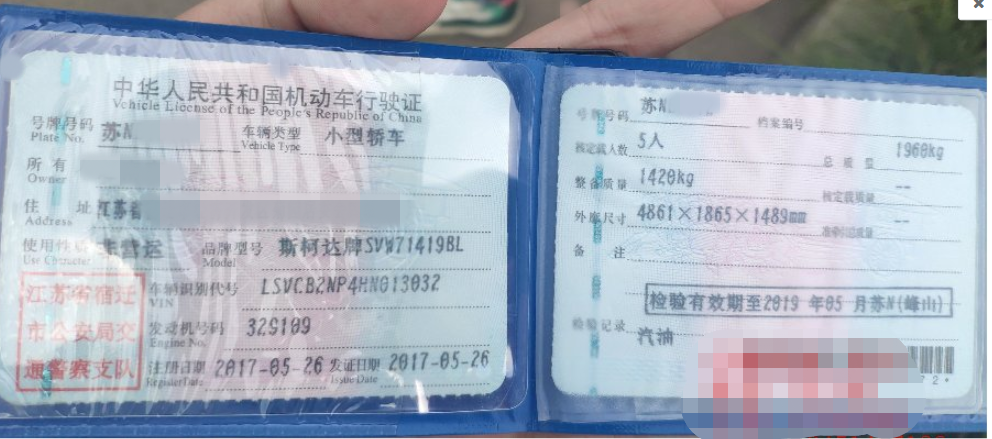 中华人民共和国机动车行驶证
Vehicle License of the People's Republic of China
号牌号码 苏N 车辆类型 小型轿车
Plate No. Vehicle Type
所有
Owner
住 址 江苏省
Address
使用性质 非营运 品牌型号 斯柯达牌SVW71419BL
Use Character Model
车辆识别代号 LSVCB2NP4HN013032
VIN
发动机号码 329109
Engine No.
注册日期 2017-05-26 发证日期 2017-05-26
Register Date Issue Date
江苏省宿迁
市公安局交
通警察支队
号牌号码 苏N 档案编号
核定载人数 5人 总质量 1960kg
整备质量 1420kg 核定载质量 --
外廓尺寸 4861×1865×1489mm 准牵引总质量 --
备 注
检验有效期至2019 年05 月苏N(峰山)
检验记录
汽油